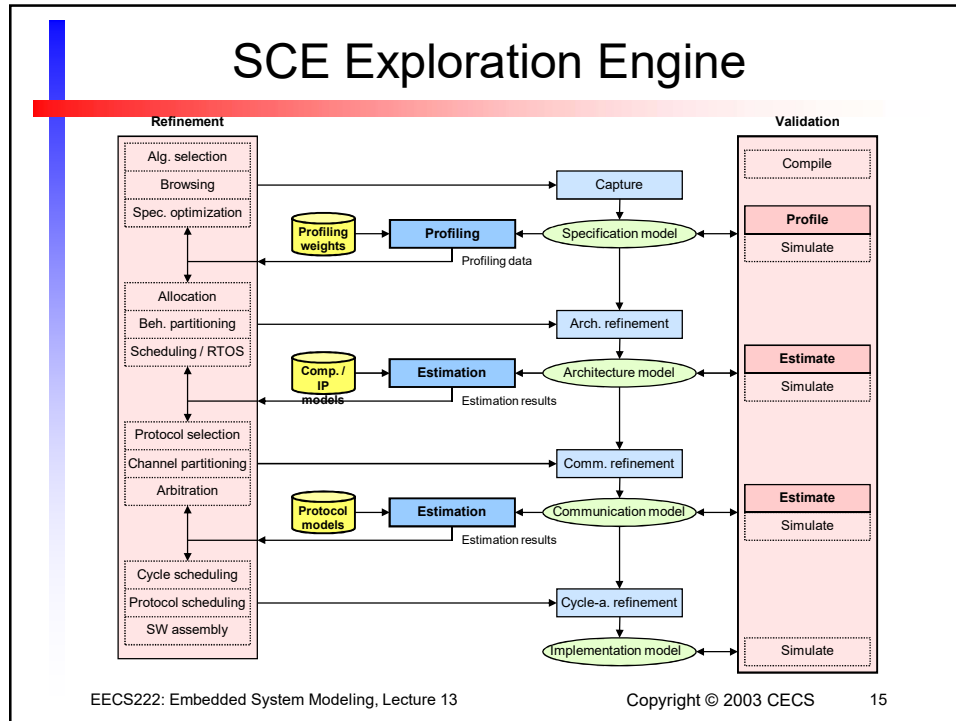 SCE Exploration Engine
Refinement
Validation
Alg. selection
Browsing
Spec. optimization
Capture
Compile
Profiling
weights
Profiling
Specification model
Profile
Simulate
Profiling data
Allocation
Beh. partitioning
Scheduling / RTOS
Arch. refinement
Comp. /
IP
models
Estimation
Architecture model
Estimate
Simulate
Estimation results
Protocol selection
Channel partitioning
Arbitration
Comm. refinement
Protocol
models
Estimation
Communication model
Estimate
Simulate
Estimation results
Cycle scheduling
Protocol scheduling
SW assembly
Cycle-a. refinement
Implementation model
Simulate
EECS222: Embedded System Modeling, Lecture 13
Copyright © 2003 CECS
15